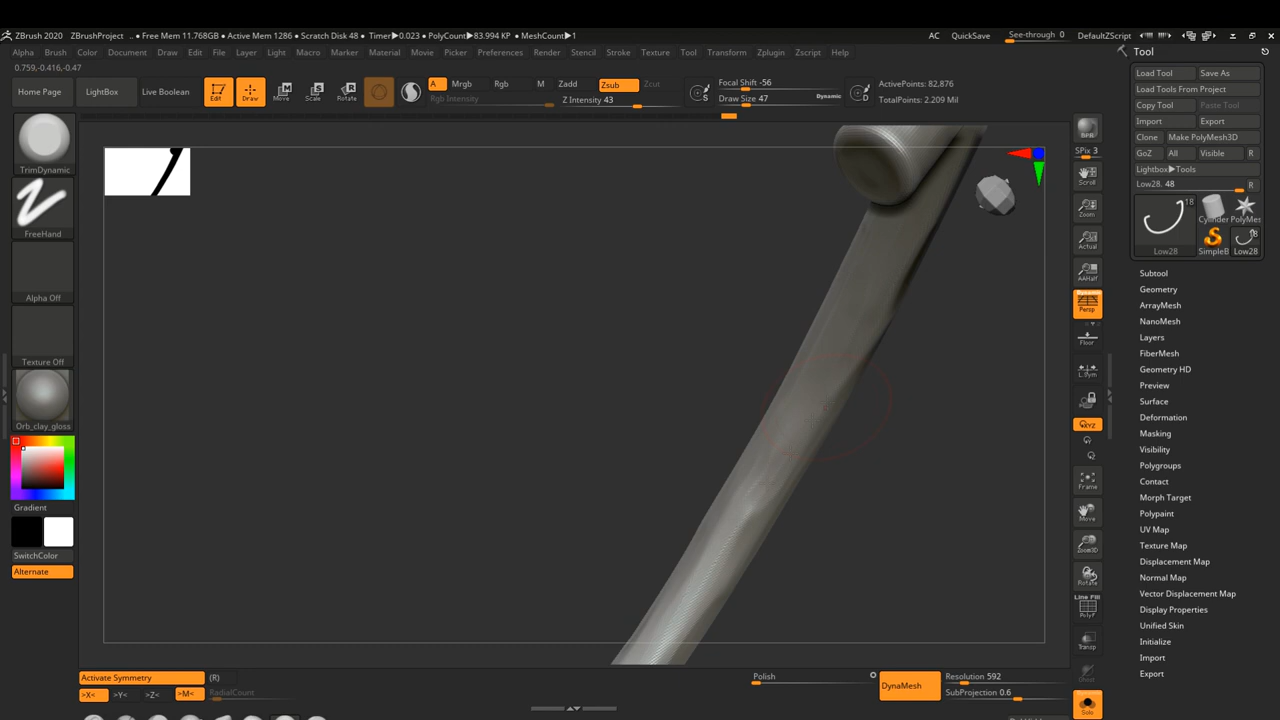 ZBrush 2020 ZBrushProject .. • Free Mem 11.768GB • Active Mem 1286 • Scratch Disk 48 • Timer▶0.023 • PolyCount▶83.994 KP • MeshCount▶1
AC QuickSave See-through 0 DefaultZScript
Alpha Brush Color Document Draw Edit File Layer Light Macro Marker Material Movie Picker Preferences Render Stencil Stroke Texture Tool Transform Zplugin Zscript Help
0.759,-0.416,-0.47
Home Page LightBox Live Boolean
Edit Draw Move Scale Rotate
A Mrgb Rgb M Zadd Zsub Zcut
Rgb Intensity Z Intensity 43
Focal Shift -56
Draw Size 47 Dynamic
S D
ActivePoints: 82,876
TotalPoints: 2.209 Mil
TrimDynamic
FreeHand
Alpha Off
Texture Off
Orb_clay_gloss
Gradient
SwitchColor
Alternate
BPR
SPix 3
Scroll
Zoom
Actual
AAHalf
Dynamic
Persp
Floor
L.Sym
XYZ
Frame
Move
Zoom3D
Rotate
Line Fill
PolyF
Transp
Ghost
Dynamic
Solo
Tool
Load Tool Save As
Load Tools From Project
Copy Tool Paste Tool
Import Export
Clone Make PolyMesh3D
GoZ All Visible R
Lightbox▶Tools
Low28. 48 R
18
Cylinder PolyMes
18
Low28 SimpleB Low28
Subtool
Geometry
ArrayMesh
NanoMesh
Layers
FiberMesh
Geometry HD
Preview
Surface
Deformation
Masking
Visibility
Polygroups
Contact
Morph Target
Polypaint
UV Map
Texture Map
Displacement Map
Normal Map
Vector Displacement Map
Display Properties
Unified Skin
Initialize
Import
Export
Activate Symmetry (R)
>X< >Y< >Z< >M< RadialCount
Polish
DynaMesh
Resolution 592
SubProjection 0.6